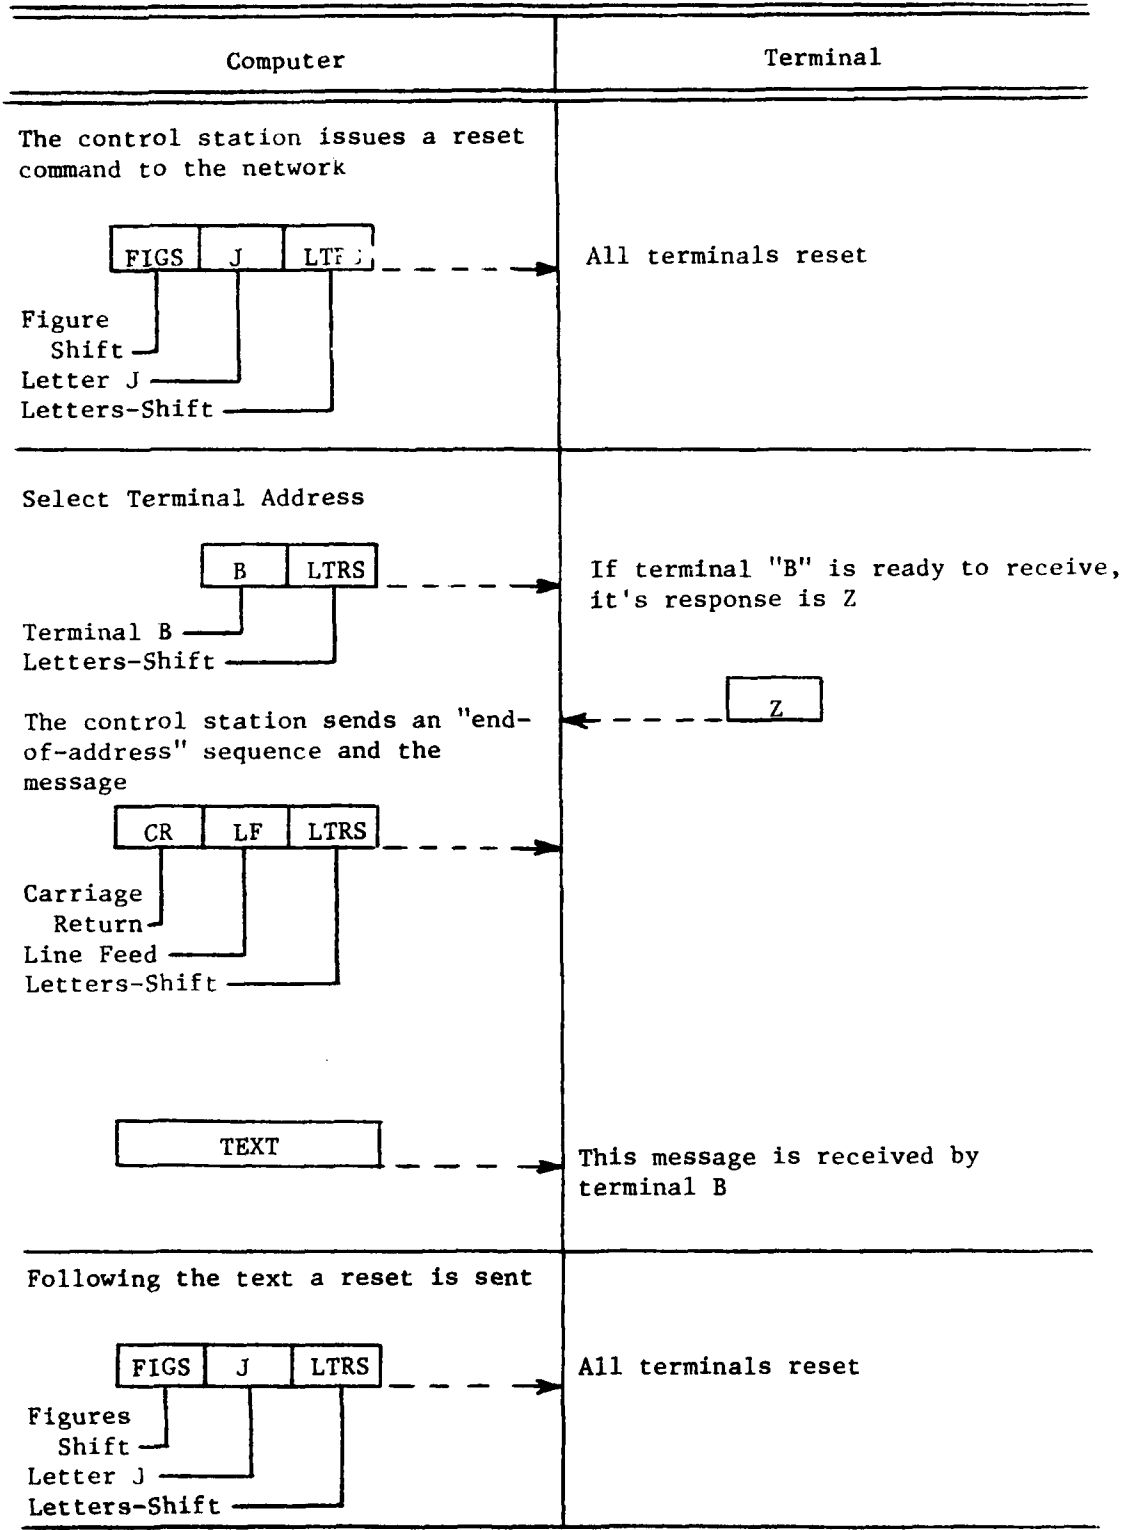 Computer
Terminal
The control station issues a reset
command to the network
FIGS J
All terminals reset
Figure
Shift
Letter J
Letters-Shift
Select Terminal Address
B LTRS
If terminal "B" is ready to receive,
it's response is Z
Terminal B
Letters-Shift
Z
The control station sends an "end-
of-address" sequence and the
message
CR LF LTRS
Carriage
Return
Line Feed
Letters-Shift
TEXT
This message is received by
terminal B
Following the text a reset is sent
FIGS J LTRS
All terminals reset
Figures
Shift
Letter J
Letters-Shift